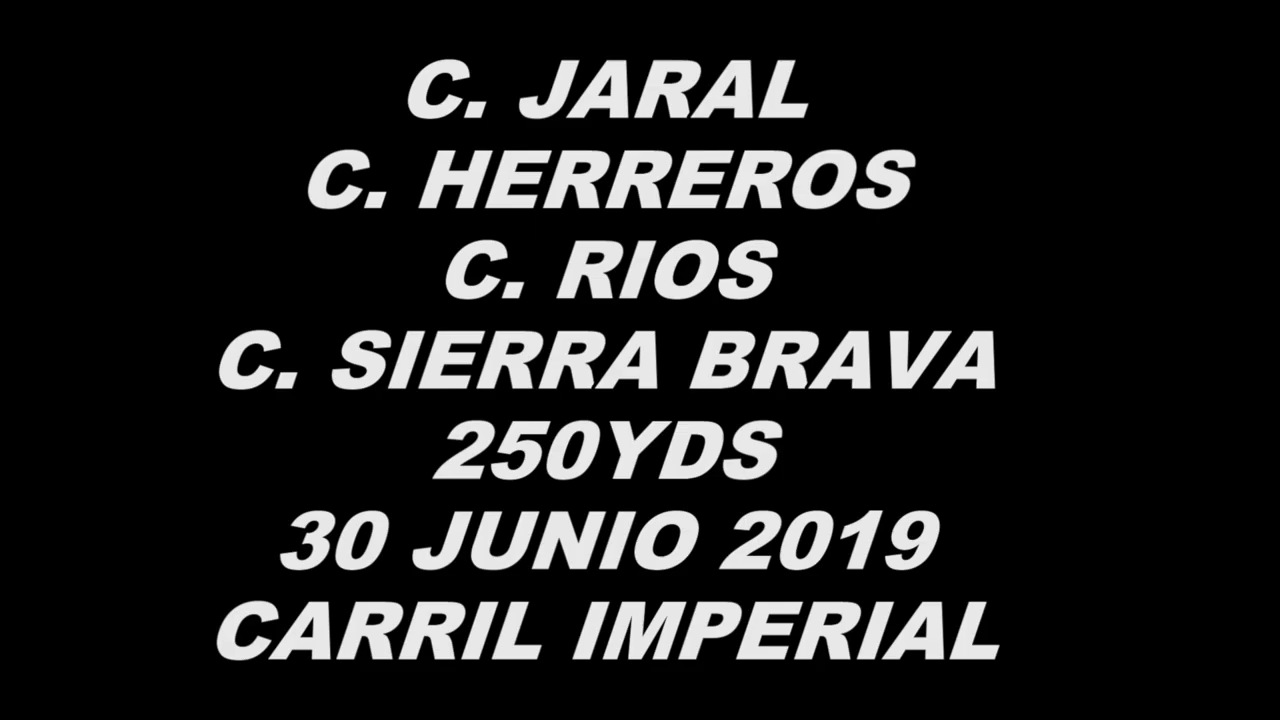 C. JARAL
C. HERREROS
C. RIOS
C. SIERRA BRAVA
250YDS
30 JUNIO 2019
CARRIL IMPERIAL